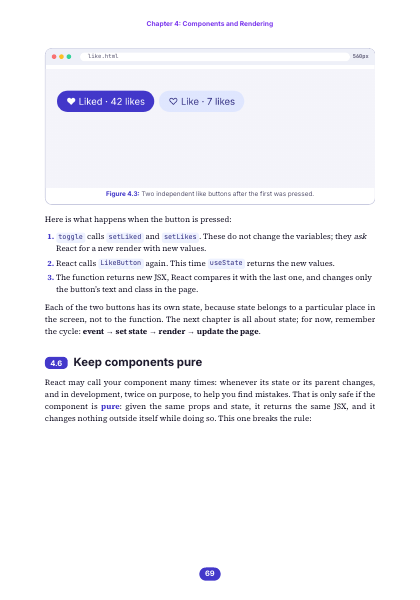 Chapter 4: Components and Rendering
like.html
560px
♥ Liked · 42 likes
♡ Like · 7 likes
Figure 4.3: Two independent like buttons after the first was pressed.
Here is what happens when the button is pressed:
1. toggle calls setLiked and setLikes. These do not change the variables; they ask
React for a new render with new values.
2. React calls LikeButton again. This time useState returns the new values.
3. The function returns new JSX, React compares it with the last one, and changes only
the button's text and class in the page.
Each of the two buttons has its own state, because state belongs to a particular place in
the screen, not to the function. The next chapter is all about state; for now, remember
the cycle: event → set state → render → update the page.
4.6 Keep components pure
React may call your component many times: whenever its state or its parent changes,
and in development, twice on purpose, to help you find mistakes. That is only safe if the
component is pure: given the same props and state, it returns the same JSX, and it
changes nothing outside itself while doing so. This one breaks the rule:
69